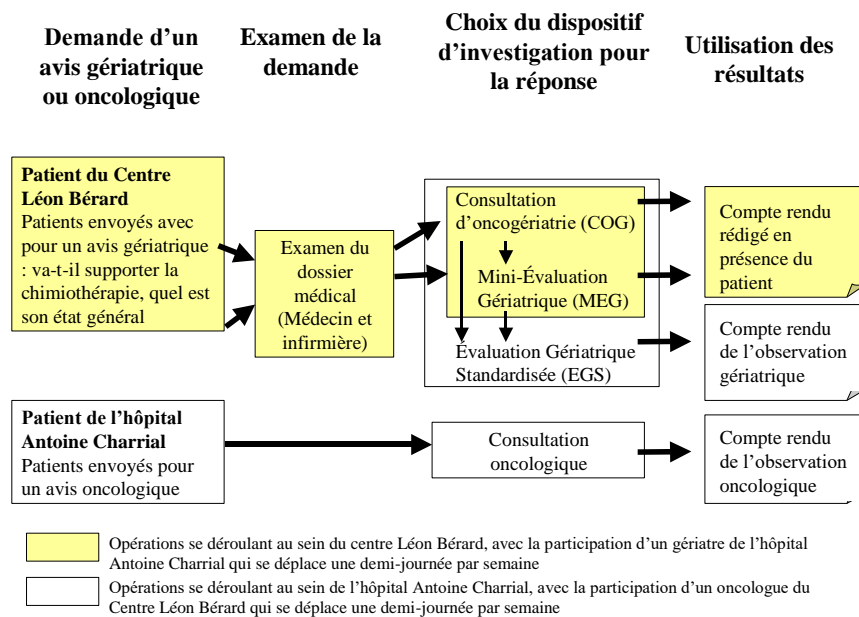 Demande d'un
avis gériatrique
ou oncologique
Examen de la
demande
Choix du dispositif
d'investigation pour
la réponse
Utilisation des
résultats
Patient du Centre
Léon Bérard
Patients envoyés avec
pour un avis gériatrique
: va-t-il supporter la
chimiothérapie, quel est
son état général
Examen du
dossier
médical
(Médecin et
infirmière)
Consultation
d'oncogériatrie (COG)
Mini-Évaluation
Gériatrique (MEG)
Évaluation Gériatrique
Standardisée (EGS)
Compte rendu
rédigé en
présence du
patient
Compte rendu
de l'observation
gériatrique
Patient de l'hôpital
Antoine Charrial
Patients envoyés pour
un avis oncologique
Consultation
oncologique
Compte rendu
de l'observation
oncologique
Opérations se déroulant au sein du centre Léon Bérard, avec la participation d'un gériatre de l'hôpital
Antoine Charrial qui se déplace une demi-journée par semaine
Opérations se déroulant au sein de l'hôpital Antoine Charrial, avec la participation d'un oncologue du
Centre Léon Bérard qui se déplace une demi-journée par semaine